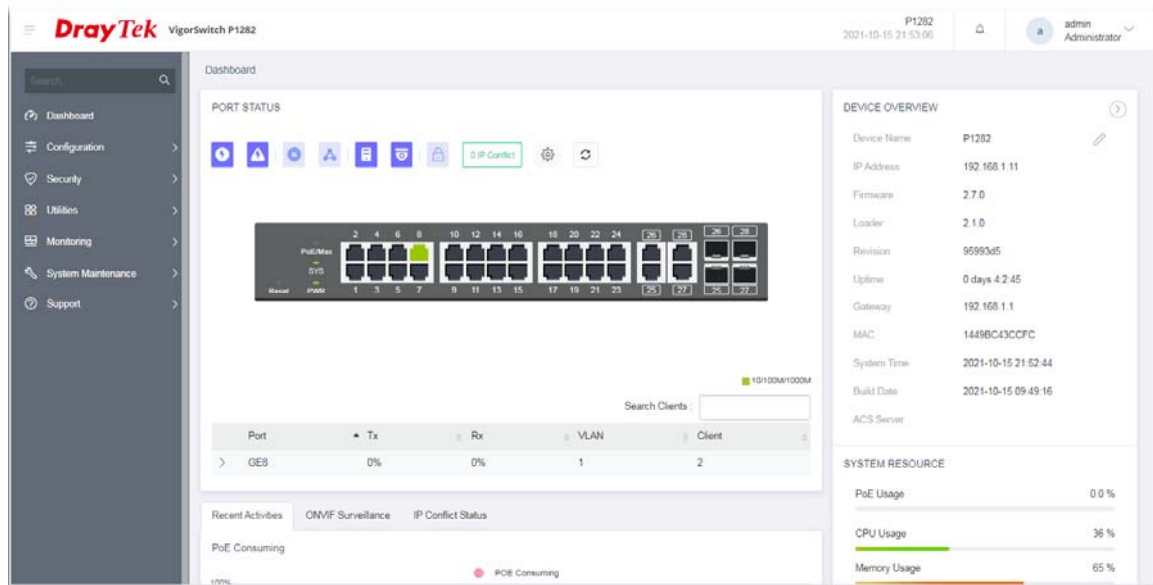 DrayTek VigorSwitch P1282
P1282
2021-10-15 21:53:06
a
admin
Administrator
Search...
Dashboard
Configuration
Security
Utilities
Monitoring
System Maintenance
Support
Dashboard
PORT STATUS
0 IP Conflict
2 4 6 8 10 12 14 16 18 20 22 24 26 28 26 28
PoE/Max
SYS
Reset PWR 1 3 5 7 9 11 13 15 17 19 21 23 25 27 25 27
10/100M/1000M
Search Clients :
Port Tx Rx VLAN Client
GE8 0% 0% 1 2
Recent Activities ONVIF Surveillance IP Conflict Status
PoE Consuming
POE Consuming
100%
DEVICE OVERVIEW
Device Name P1282
IP Address 192.168.1.11
Firmware 2.7.0
Loader 2.1.0
Revision 95993d5
Uptime 0 days 4:2:45
Gateway 192.168.1.1
MAC 1449BC43CCFC
System Time 2021-10-15 21:52:44
Build Date 2021-10-15 09:49:16
ACS Server
SYSTEM RESOURCE
PoE Usage 0.0 %
CPU Usage 36 %
Memory Usage 65 %